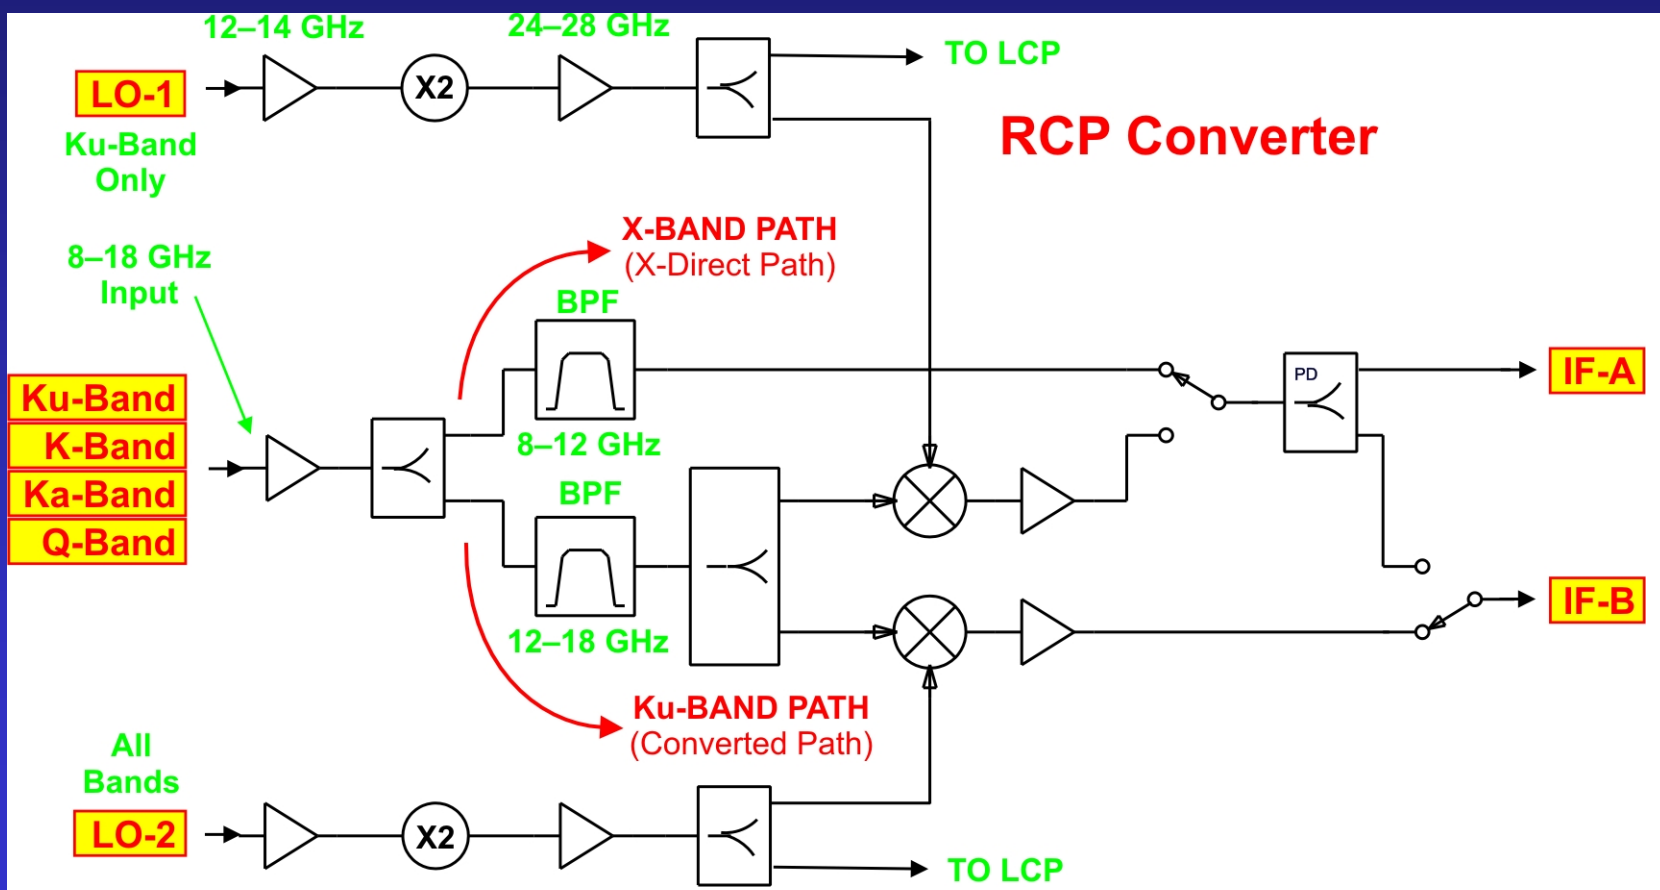 12–14 GHz
24–28 GHz
TO LCP
LO-1
X2
Ku-Band
Only
RCP Converter
X-BAND PATH
(X-Direct Path)
8–18 GHz
Input
BPF
Ku-Band
K-Band
Ka-Band
Q-Band
8–12 GHz
PD
IF-A
BPF
12–18 GHz
IF-B
Ku-BAND PATH
(Converted Path)
All
Bands
LO-2
X2
TO LCP